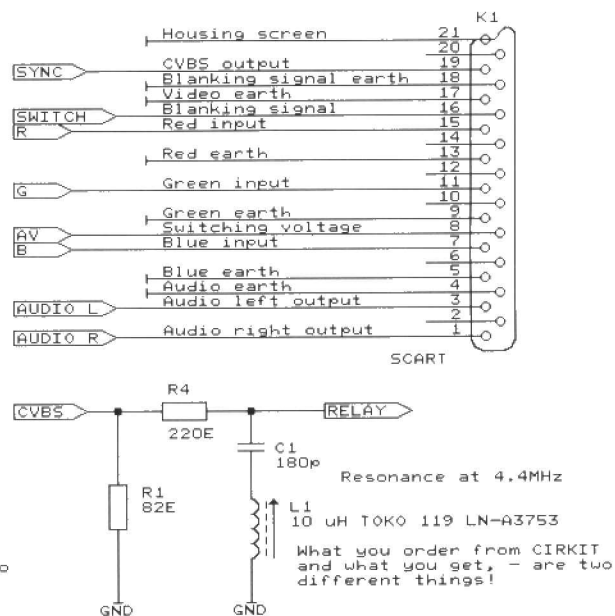 K1
Housing screen 21
20
SYNC CVBS output 19
Blanking signal earth 18
Video earth 17
SWITCH Blanking signal 16
R Red input 15
14
Red earth 13
12
G Green input 11
10
Green earth 9
AV Switching voltage 8
B Blue input 7
6
Blue earth 5
Audio earth 4
AUDIO L Audio left output 3
2
AUDIO R Audio right output 1
SCART
R4
CVBS RELAY
220E
C1
180p
Resonance at 4.4MHz
R1
82E
L1
10 uH TOKO 119 LN-A3753
What you order from CIRKIT
and what you get, - are two
different things!
GND GND